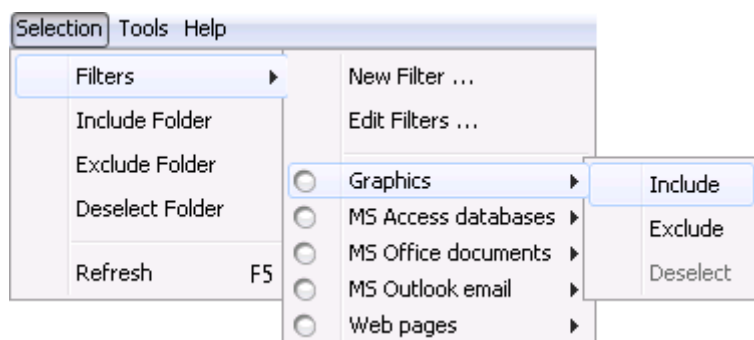 Selection Tools Help
Filters
Include Folder
Exclude Folder
Deselect Folder
Refresh F5
New Filter ...
Edit Filters ...
Graphics
MS Access databases
MS Office documents
MS Outlook email
Web pages
Include
Exclude
Deselect